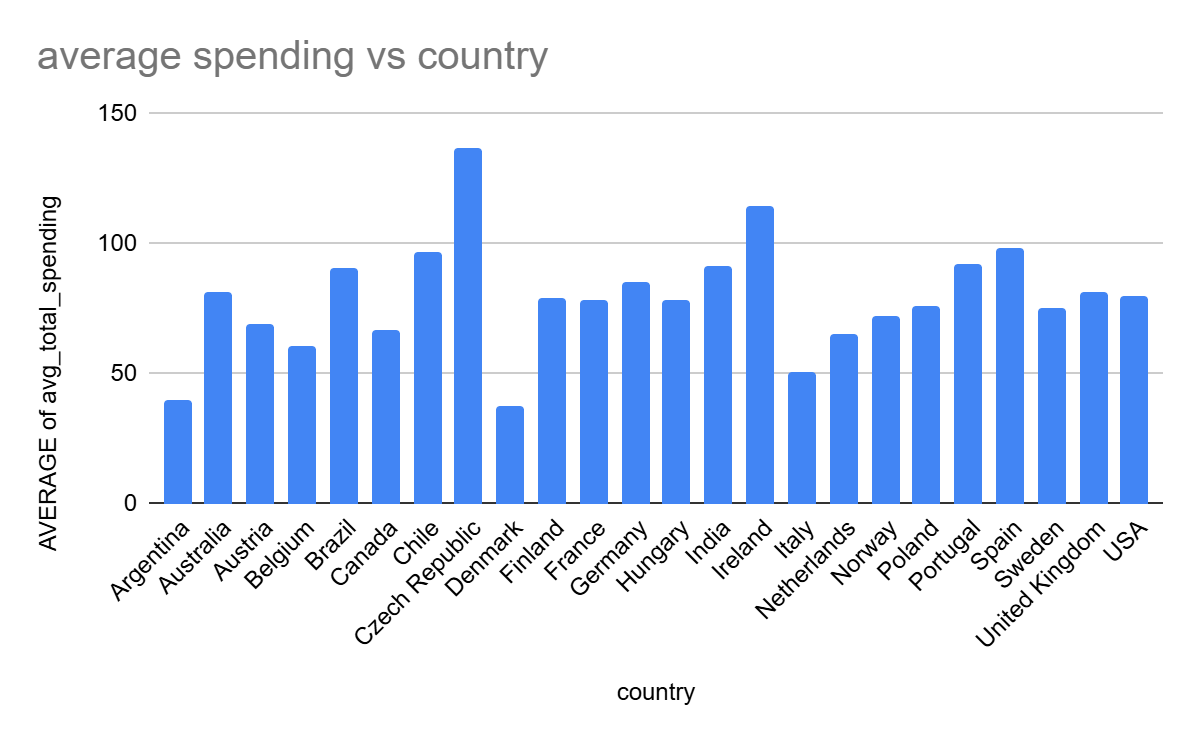 average spending vs country
AVERAGE of avg_total_spending
150
100
50
0
Argentina
Australia
Austria
Belgium
Brazil
Canada
Chile
Czech Republic
Denmark
Finland
France
Germany
Hungary
India
Ireland
Italy
Netherlands
Norway
Poland
Portugal
Spain
Sweden
United Kingdom
USA
country